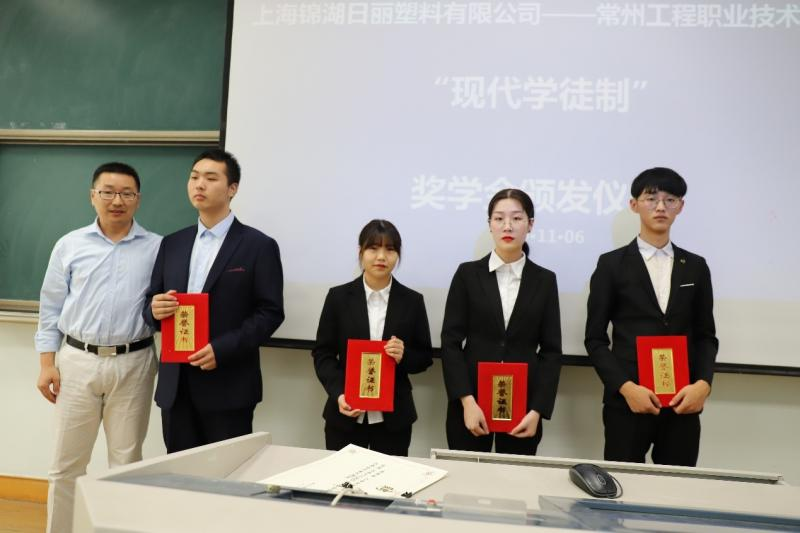 上海锦湖日丽塑料有限公司——常州工程职业技术
“现代学徒制”
奖学金颁发仪
11-06
荣誉证书
荣誉证书
荣誉证书
荣誉证书